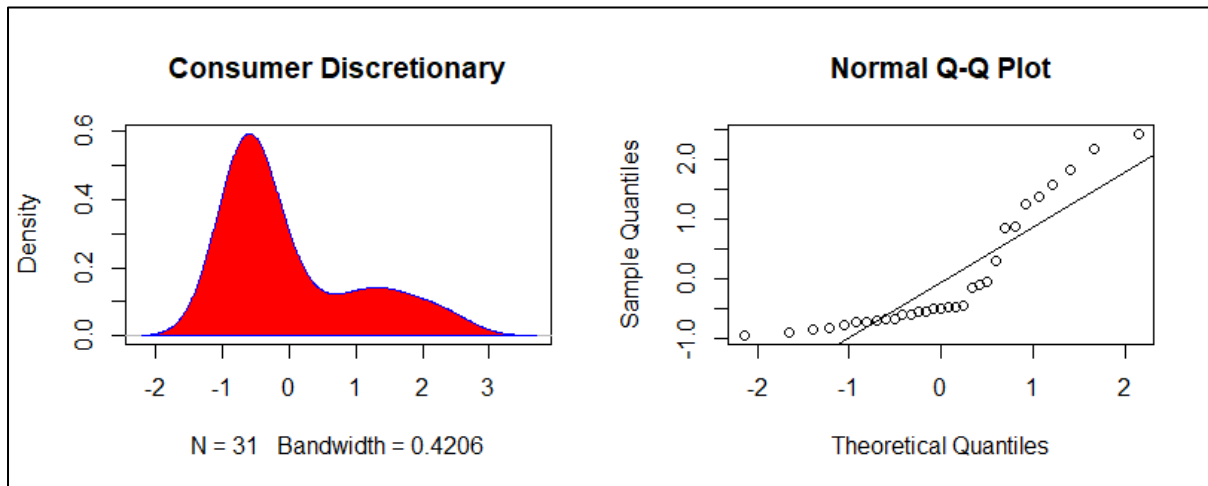 Consumer Discretionary
Density
0.0 0.2 0.4 0.6
-2 -1 0 1 2 3
N = 31 Bandwidth = 0.4206
Normal Q-Q Plot
Sample Quantiles
-1.0 0.0 1.0 2.0
-2 -1 0 1 2
Theoretical Quantiles